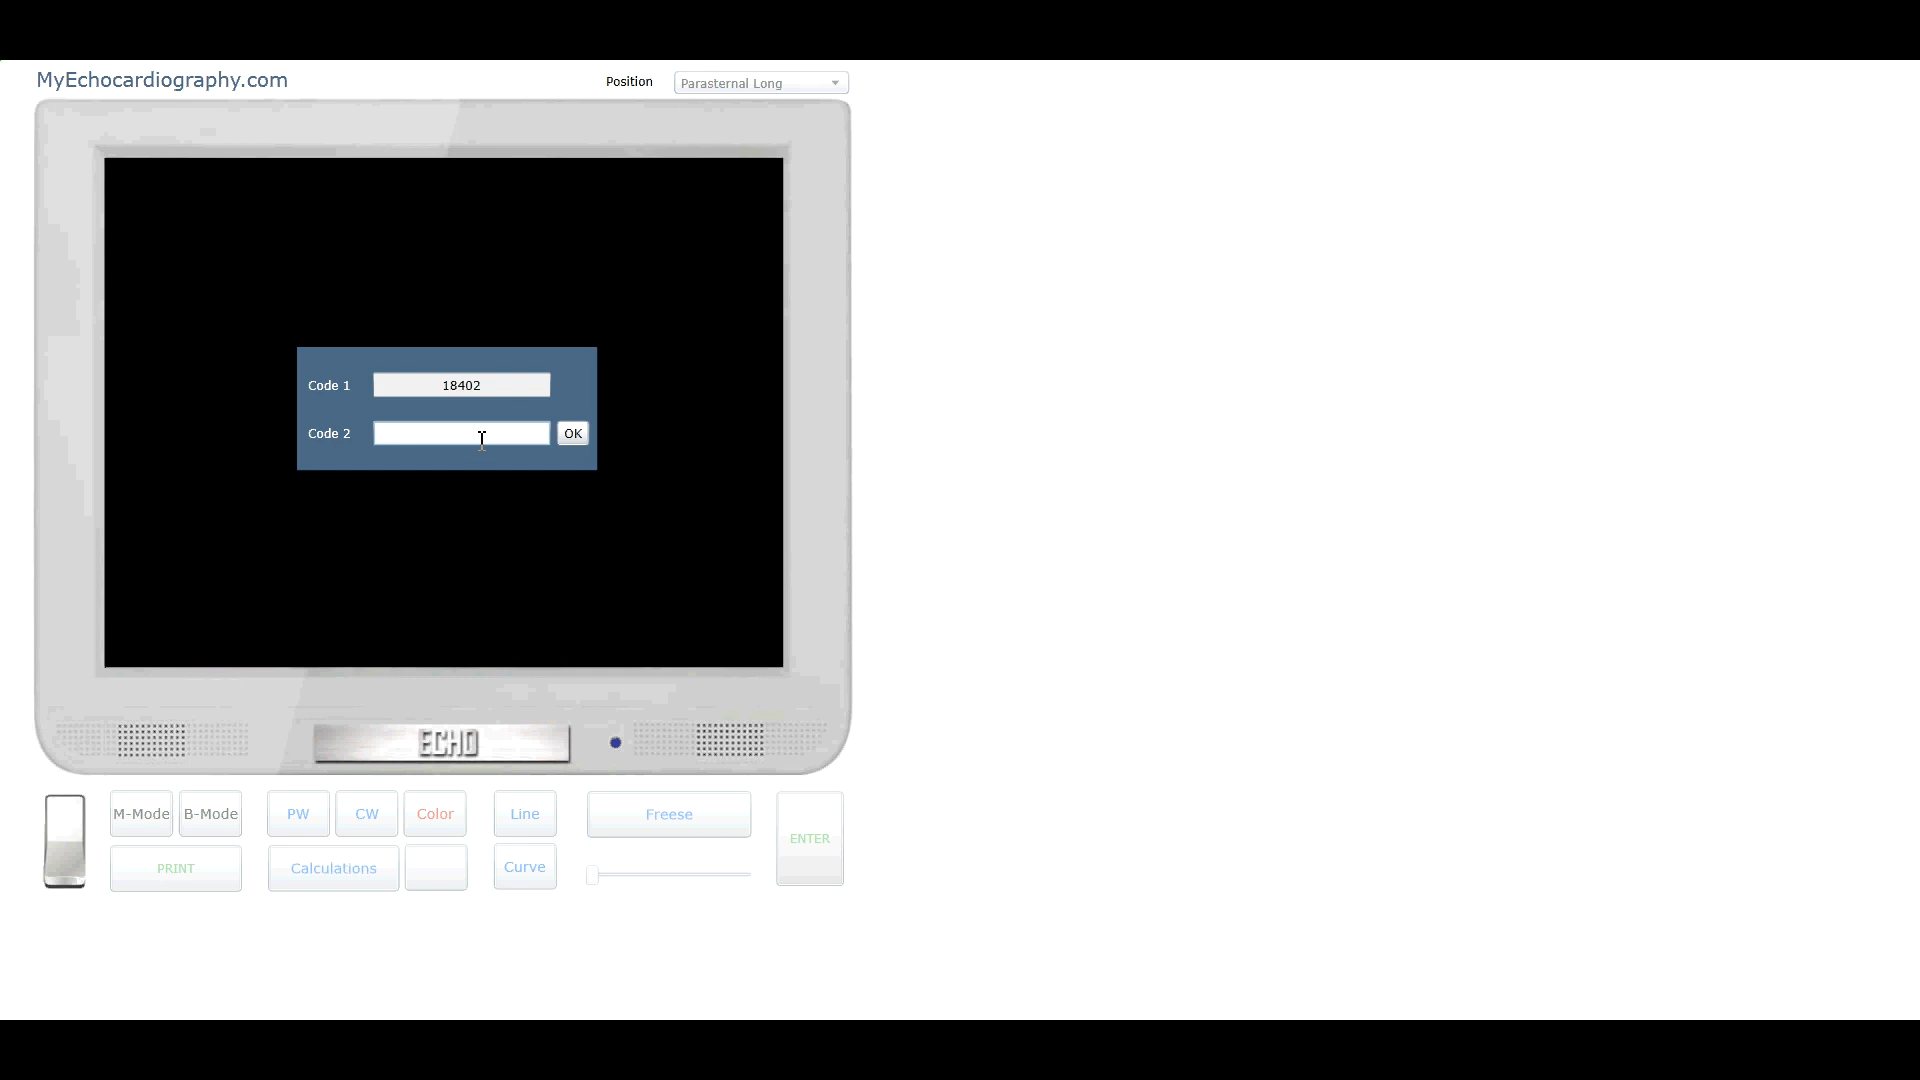 MyEchocardiography.com
Position
Parasternal Long
Code 1
18402
Code 2
OK
ECHO
M-Mode
B-Mode
PW
CW
Color
Line
Freese
ENTER
PRINT
Calculations
Curve